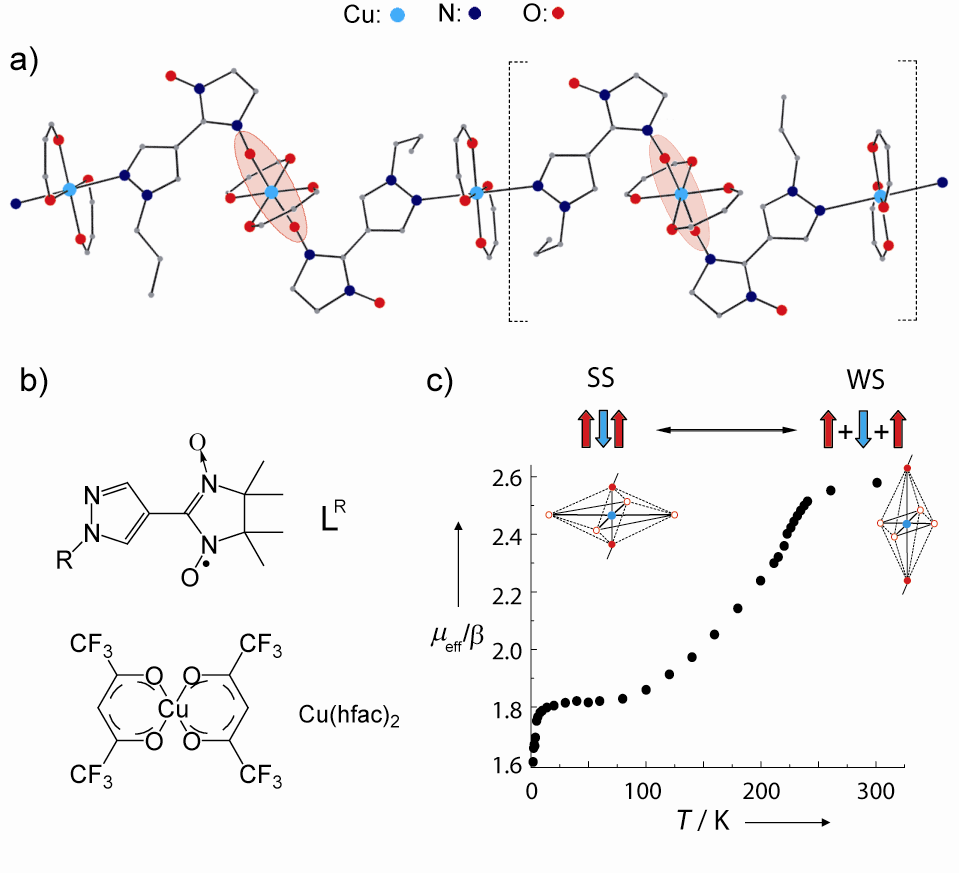 Cu: N: O:
a)
b)
O
N
N
N
R
N
O
L^R
CF3 CF3
O O
Cu
O O
CF3 CF3
Cu(hfac)2
c)
SS WS
+ +
2.6
2.4
2.2
2.0
1.8
1.6
μeff/β
0 100 200 300
T / K